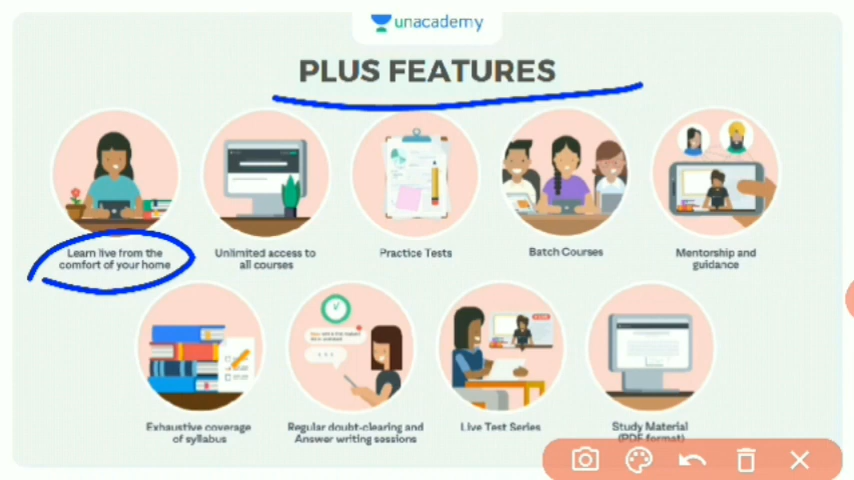 unacademy
PLUS FEATURES
Learn live from the
comfort of your home
Unlimited access to
all courses
Practice Tests
Batch Courses
Mentorship and
guidance
Exhaustive coverage
of syllabus
Regular doubt-clearing and
Answer writing sessions
Live Test Series
Study Material
(PDF format)